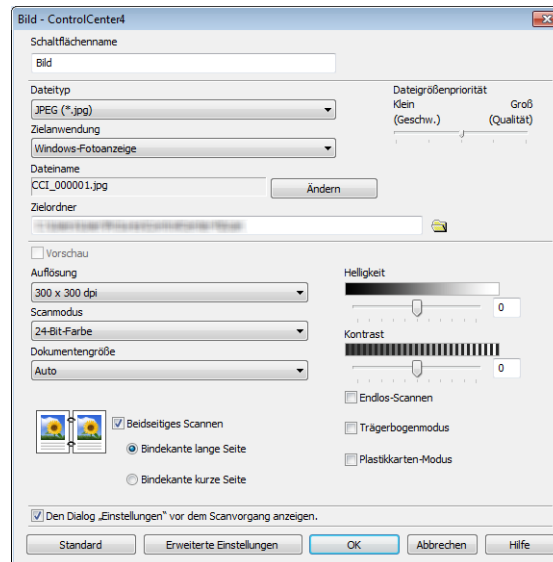 Bild - ControlCenter4
Schaltflächenname
Bild
Dateityp
JPEG (*.jpg)
Dateigrößenpriorität
Klein Groß
(Geschw.) (Qualität)
Zielanwendung
Windows-Fotoanzeige
Dateiname
CCI_000001.jpg
Ändern
Zielordner
Vorschau
Auflösung
300 x 300 dpi
Scanmodus
24-Bit-Farbe
Dokumentengröße
Auto
Helligkeit
0
Kontrast
0
Beidseitiges Scannen
Bindekante lange Seite
Bindekante kurze Seite
Endlos-Scannen
Trägerbogenmodus
Plastikkarten-Modus
Den Dialog „Einstellungen" vor dem Scanvorgang anzeigen.
Standard Erweiterte Einstellungen OK Abbrechen Hilfe